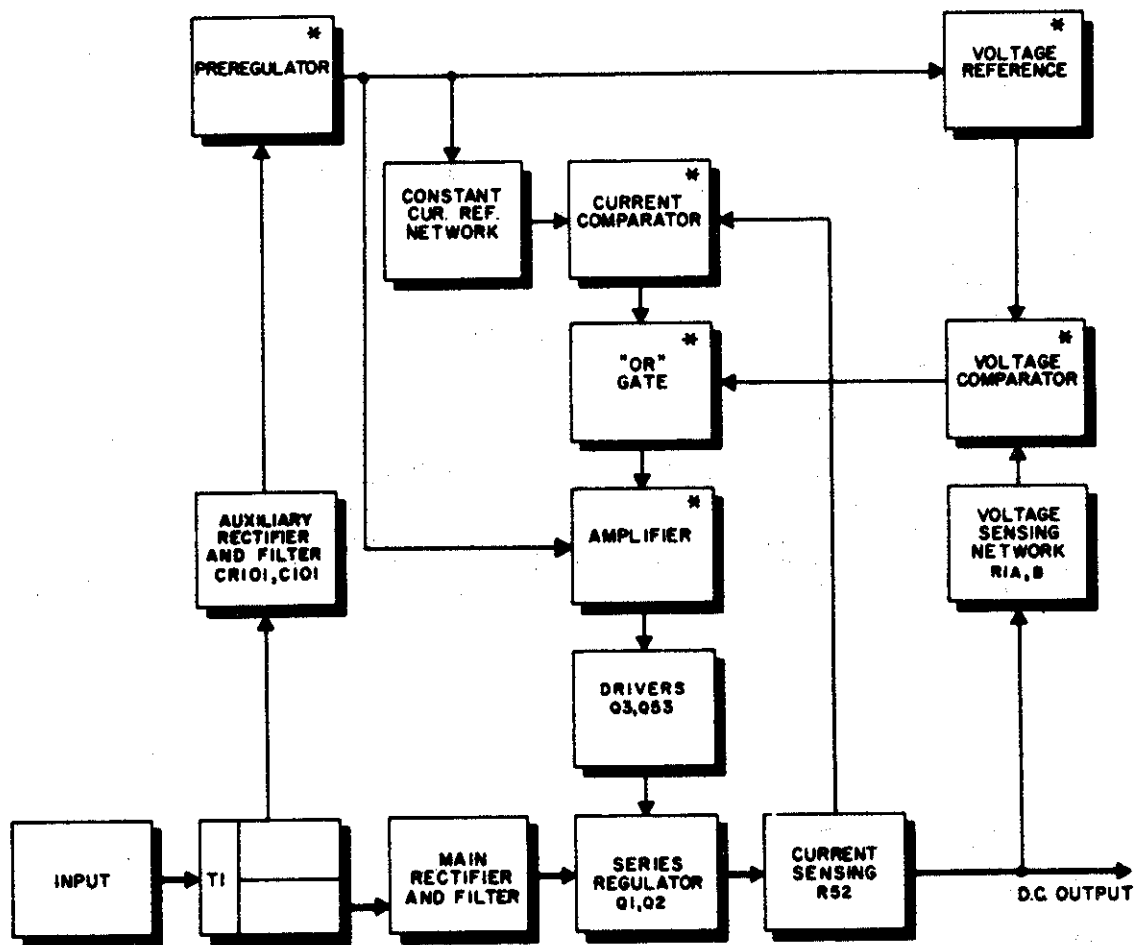 *
PREREGULATOR
*
VOLTAGE
REFERENCE
CONSTANT
CUR. REF.
NETWORK
*
CURRENT
COMPARATOR
*
"OR"
GATE
*
VOLTAGE
COMPARATOR
AUXILIARY
RECTIFIER
AND FILTER
CR101, C101
*
AMPLIFIER
VOLTAGE
SENSING
NETWORK
R1A, B
DRIVERS
Q3, Q53
INPUT
T1
MAIN
RECTIFIER
AND FILTER
SERIES
REGULATOR
Q1, Q2
CURRENT
SENSING
R52
D.C. OUTPUT